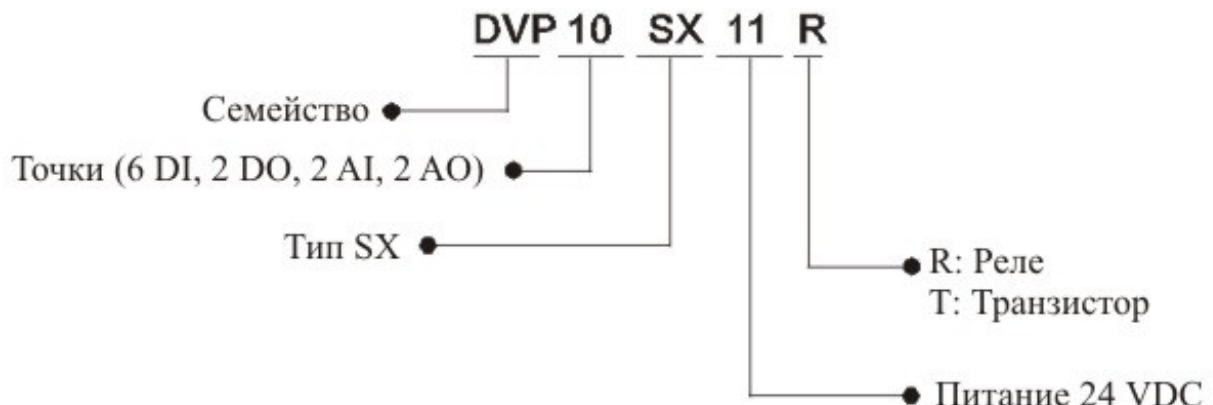 DVP 10 SX 11 R
Семейство
Точки (6 DI, 2 DO, 2 AI, 2 AO)
Тип SX
R: Реле
T: Транзистор
Питание 24 VDC